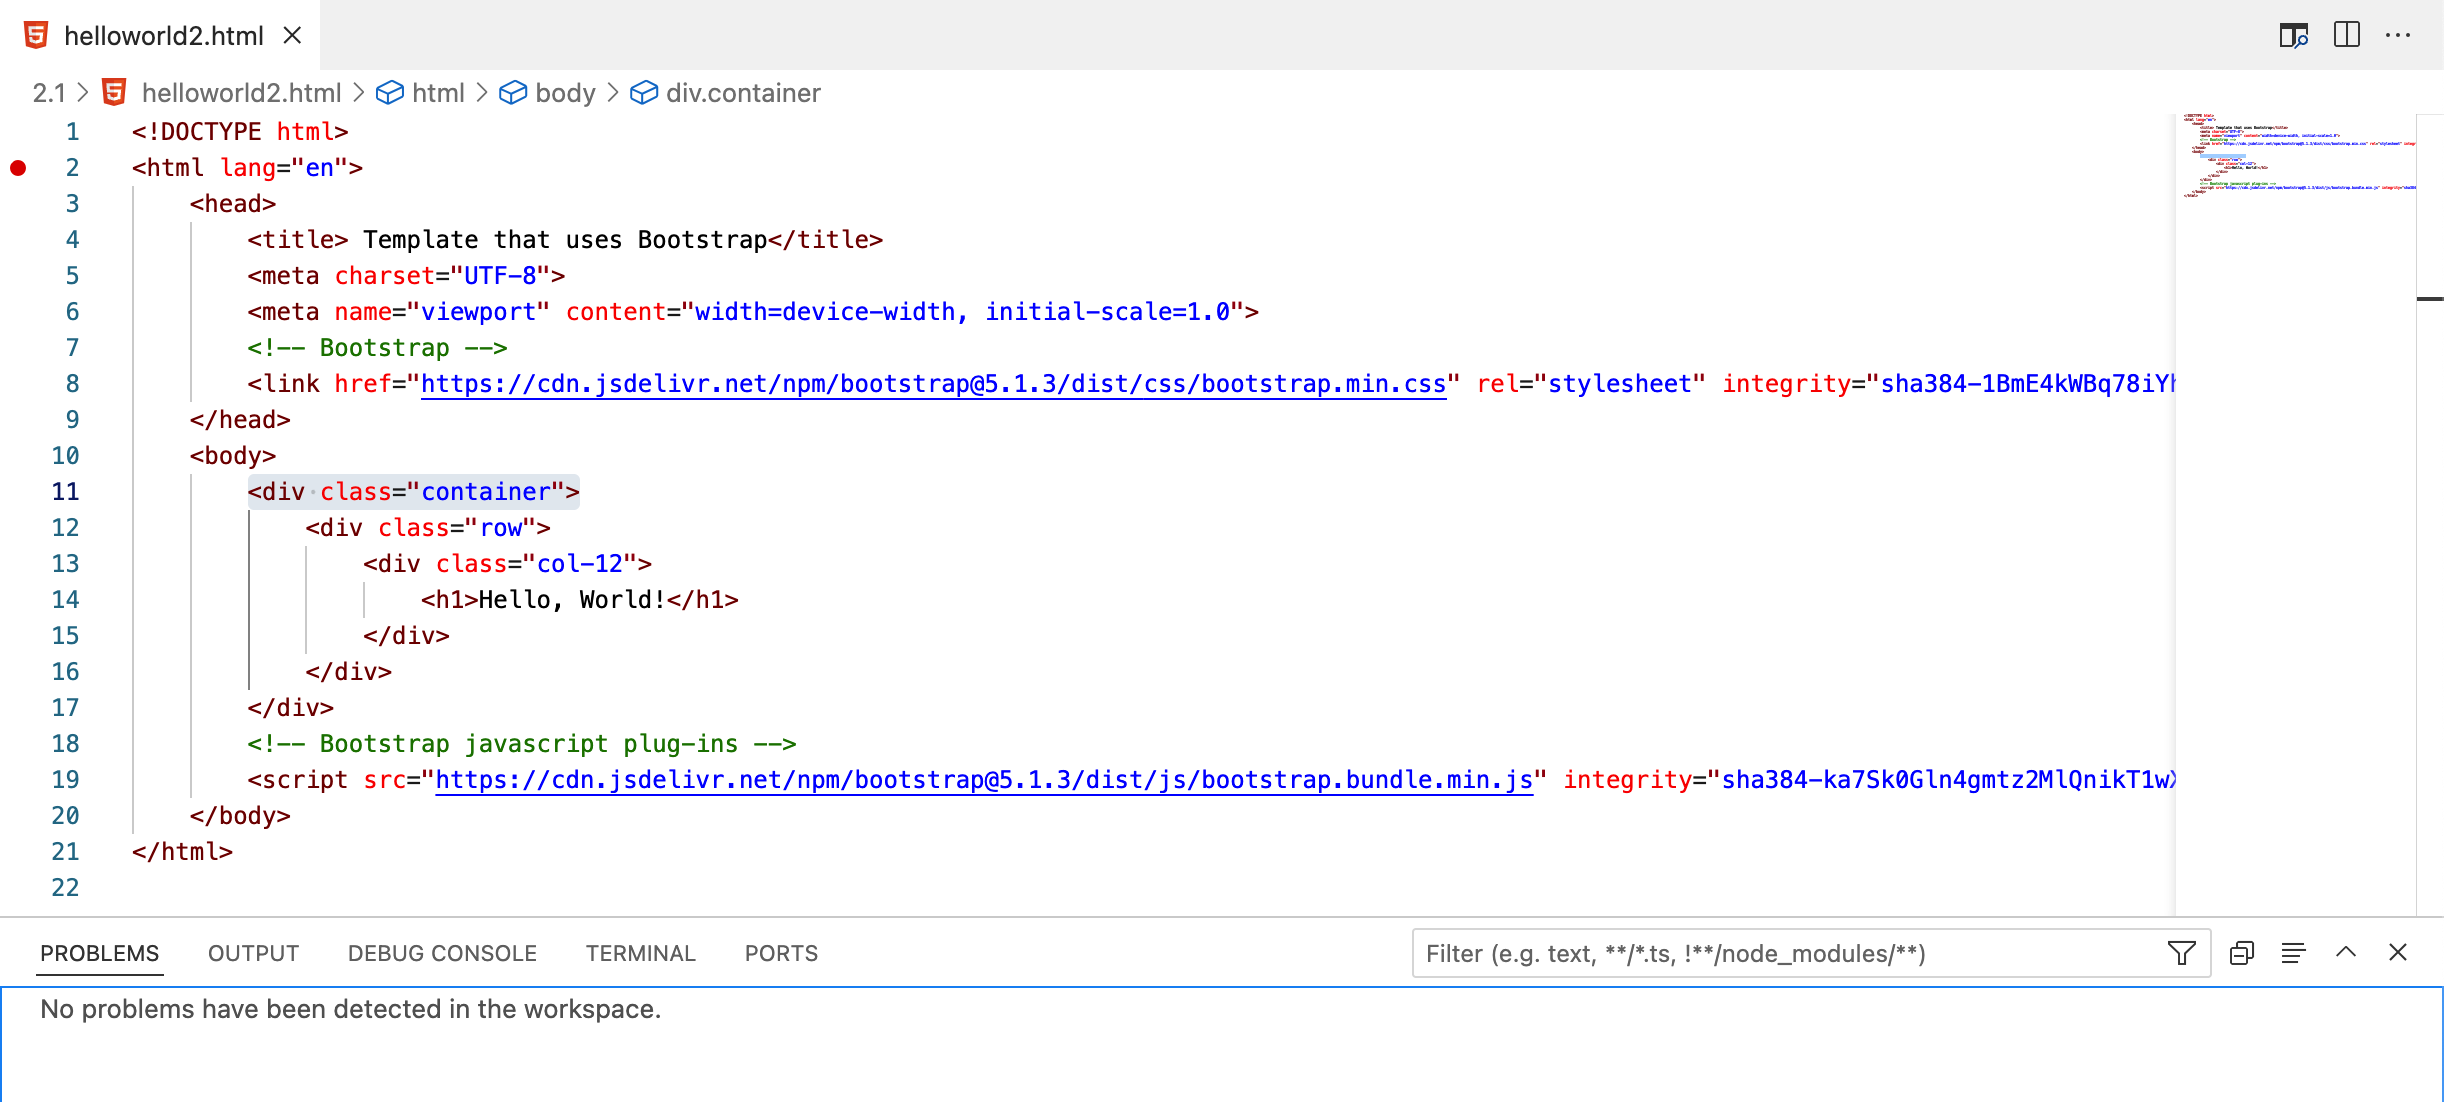 helloworld2.html
2.1 > helloworld2.html > html > body > div.container
1 <!DOCTYPE html>
2 <html lang="en">
3 <head>
4 <title> Template that uses Bootstrap</title>
5 <meta charset="UTF-8">
6 <meta name="viewport" content="width=device-width, initial-scale=1.0">
7 <!-- Bootstrap -->
8 <link href="https://cdn.jsdelivr.net/npm/bootstrap@5.1.3/dist/css/bootstrap.min.css" rel="stylesheet" integrity="sha384-1BmE4kWBq78iYh
9 </head>
10 <body>
11 <div class="container">
12 <div class="row">
13 <div class="col-12">
14 <h1>Hello, World!</h1>
15 </div>
16 </div>
17 </div>
18 <!-- Bootstrap javascript plug-ins -->
19 <script src="https://cdn.jsdelivr.net/npm/bootstrap@5.1.3/dist/js/bootstrap.bundle.min.js" integrity="sha384-ka7Sk0Gln4gmtz2MlQnikT1wX
20 </body>
21 </html>
22
PROBLEMS OUTPUT DEBUG CONSOLE TERMINAL PORTS Filter (e.g. text, **/*.ts, !**/node_modules/**)
No problems have been detected in the workspace.